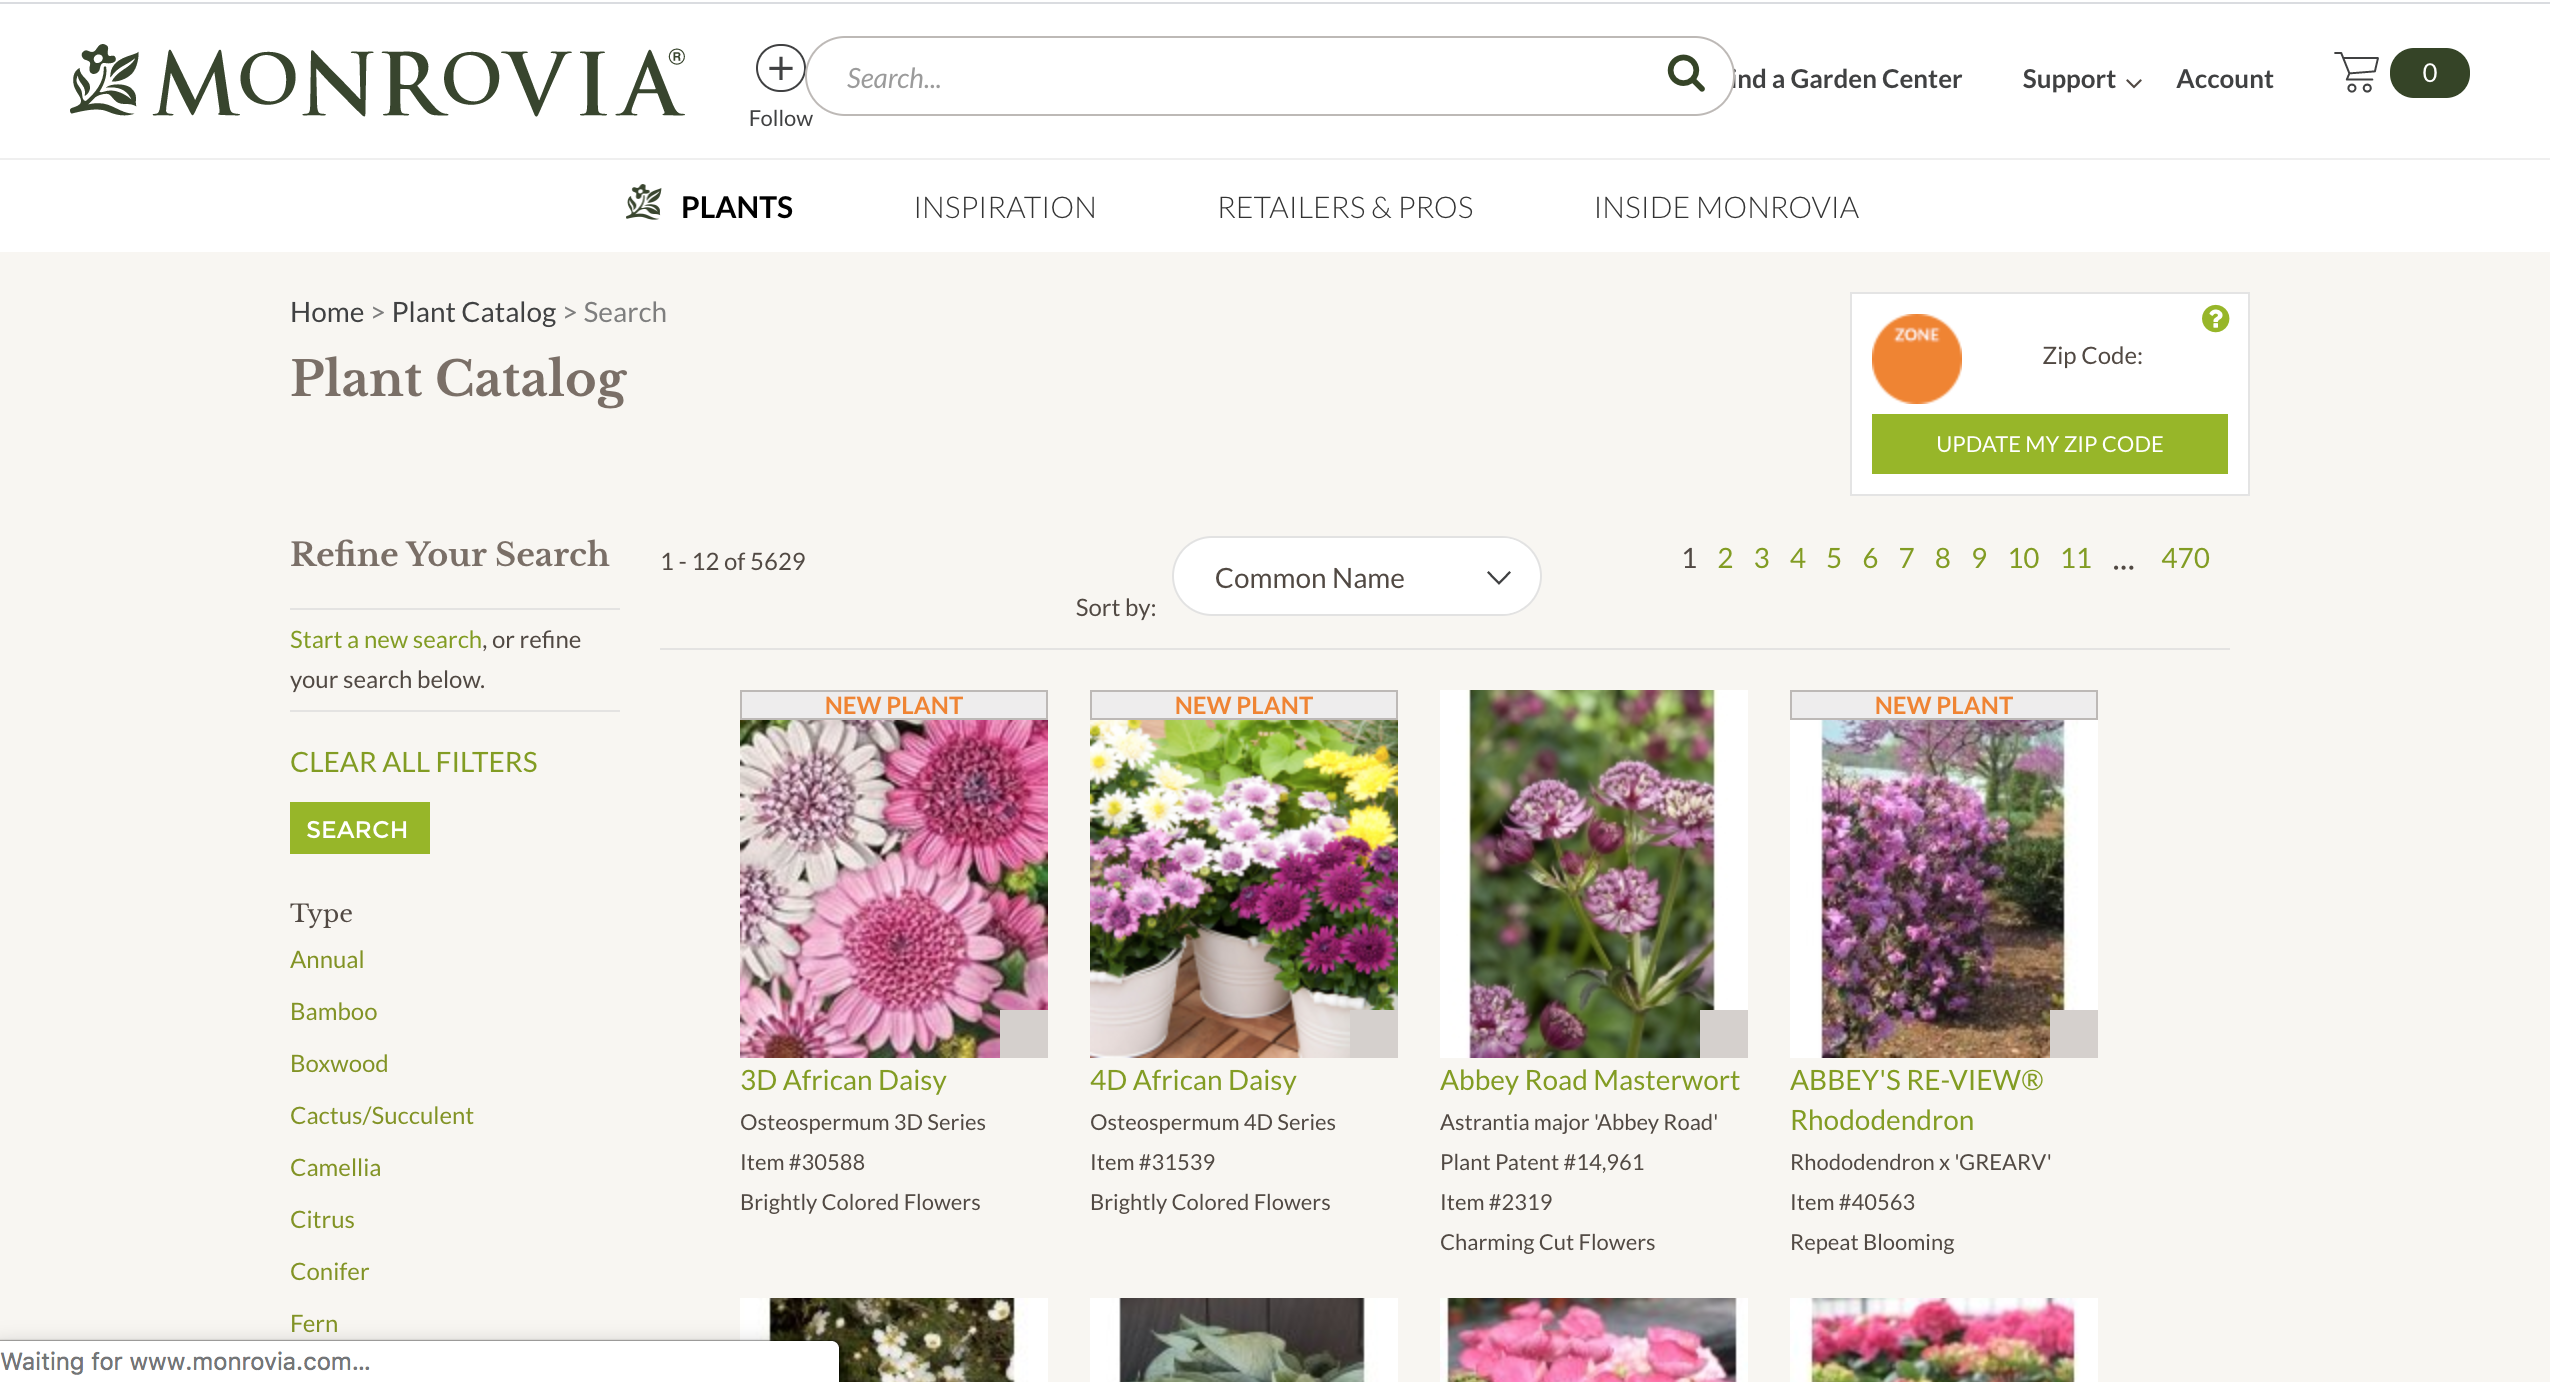 MONROVIA®
Follow
Search...
ind a Garden Center
Support
Account
0
PLANTS
INSPIRATION
RETAILERS & PROS
INSIDE MONROVIA
Home > Plant Catalog > Search
Plant Catalog
ZONE
?
Zip Code:
UPDATE MY ZIP CODE
Refine Your Search
Start a new search, or refine
your search below.
CLEAR ALL FILTERS
SEARCH
Type
Annual
Bamboo
Boxwood
Cactus/Succulent
Camellia
Citrus
Conifer
Fern
1 - 12 of 5629
Sort by:
Common Name
1 2 3 4 5 6 7 8 9 10 11 ... 470
NEW PLANT
3D African Daisy
Osteospermum 3D Series
Item #30588
Brightly Colored Flowers
NEW PLANT
4D African Daisy
Osteospermum 4D Series
Item #31539
Brightly Colored Flowers
Abbey Road Masterwort
Astrantia major 'Abbey Road'
Plant Patent #14,961
Item #2319
Charming Cut Flowers
NEW PLANT
ABBEY'S RE-VIEW®
Rhododendron
Rhododendron x 'GREARV'
Item #40563
Repeat Blooming
Waiting for www.monrovia.com...